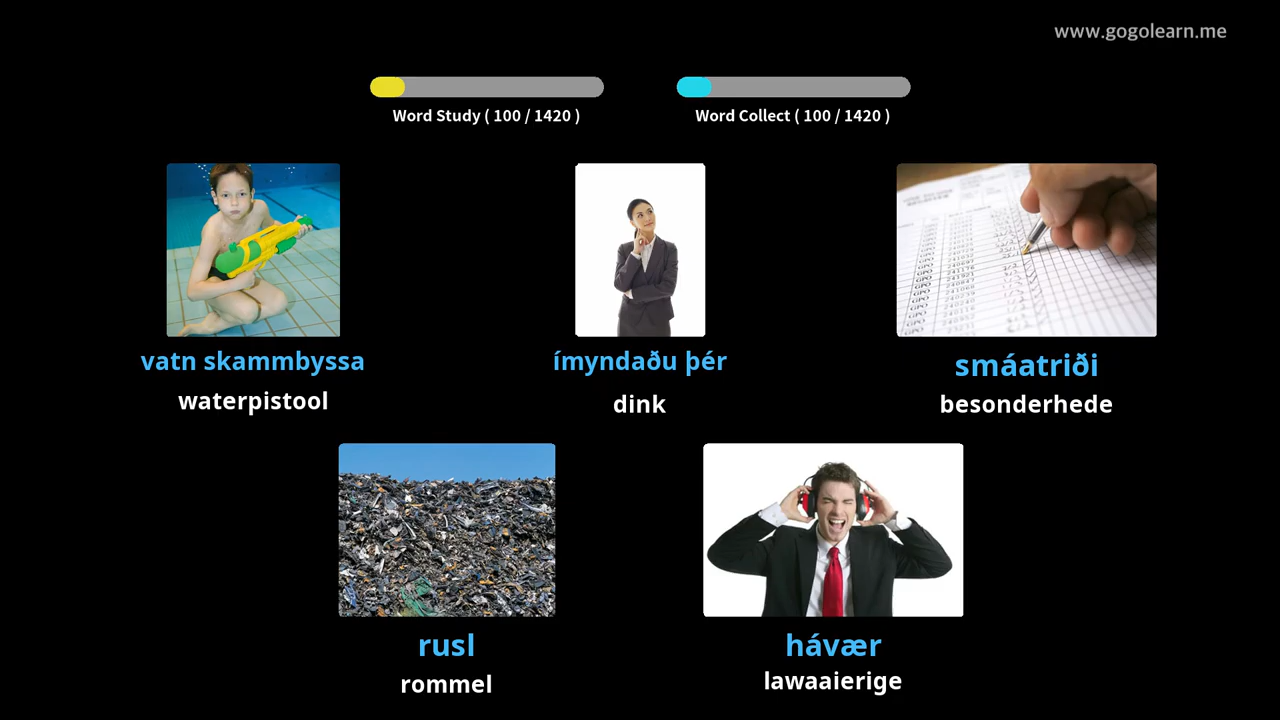 www.gogolearn.me
Word Study ( 100 / 1420 )
Word Collect ( 100 / 1420 )
vatn skammbyssa
waterpistool
ímyndaðu þér
dink
smáatriði
besonderhede
rusl
rommel
hávær
lawaaierige